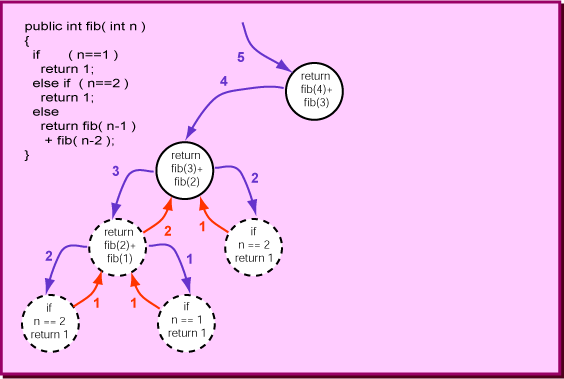 public int fib( int n )
{
if ( n==1 )
return 1;
else if ( n==2 )
return 1;
else
return fib( n-1 )
+ fib( n-2 );
}
5
return
fib(4)+
fib(3)
4
return
fib(3)+
fib(2)
3
2
return
fib(2)+
fib(1)
2
1
if
n == 2
return 1
2
1
1
1
if
n == 2
return 1
if
n == 1
return 1